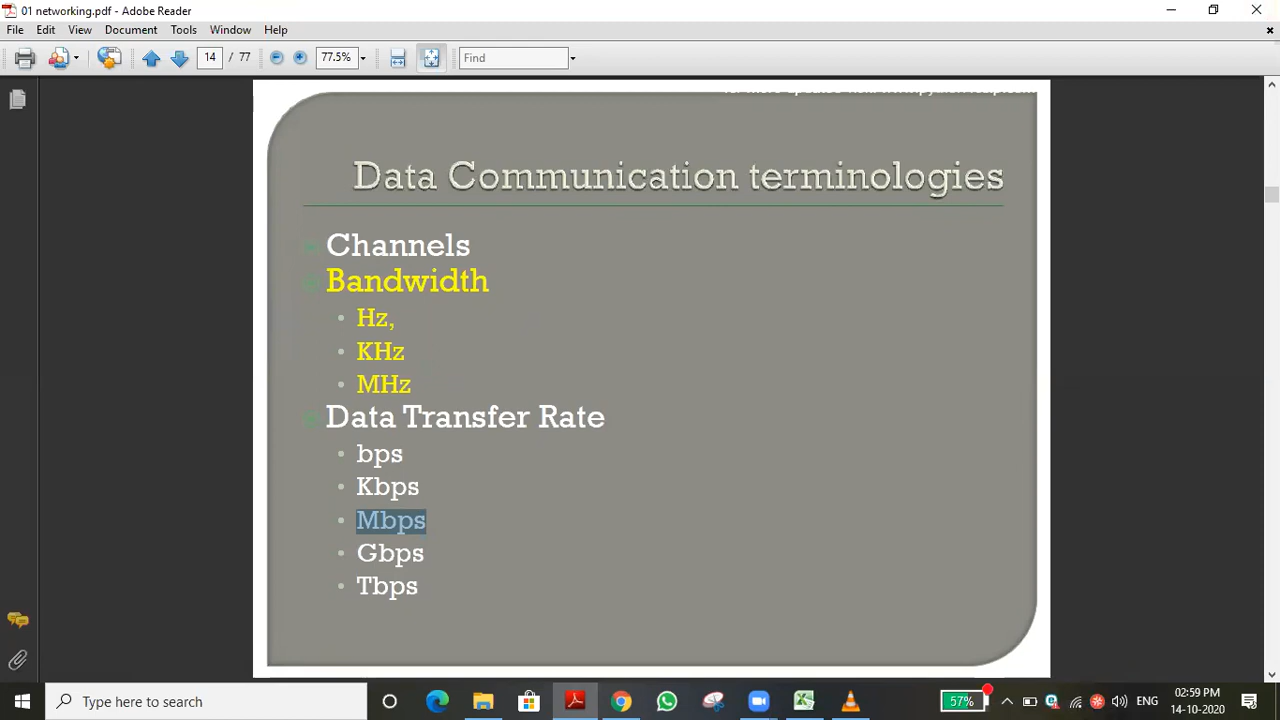 01 networking.pdf - Adobe Reader
File Edit View Document Tools Window Help
14 / 77 77.5% Find
Data Communication terminologies
Channels
Bandwidth
• Hz,
• KHz
• MHz
Data Transfer Rate
• bps
• Kbps
• Mbps
• Gbps
• Tbps
Type here to search
57%
ENG
02:59 PM
14-10-2020